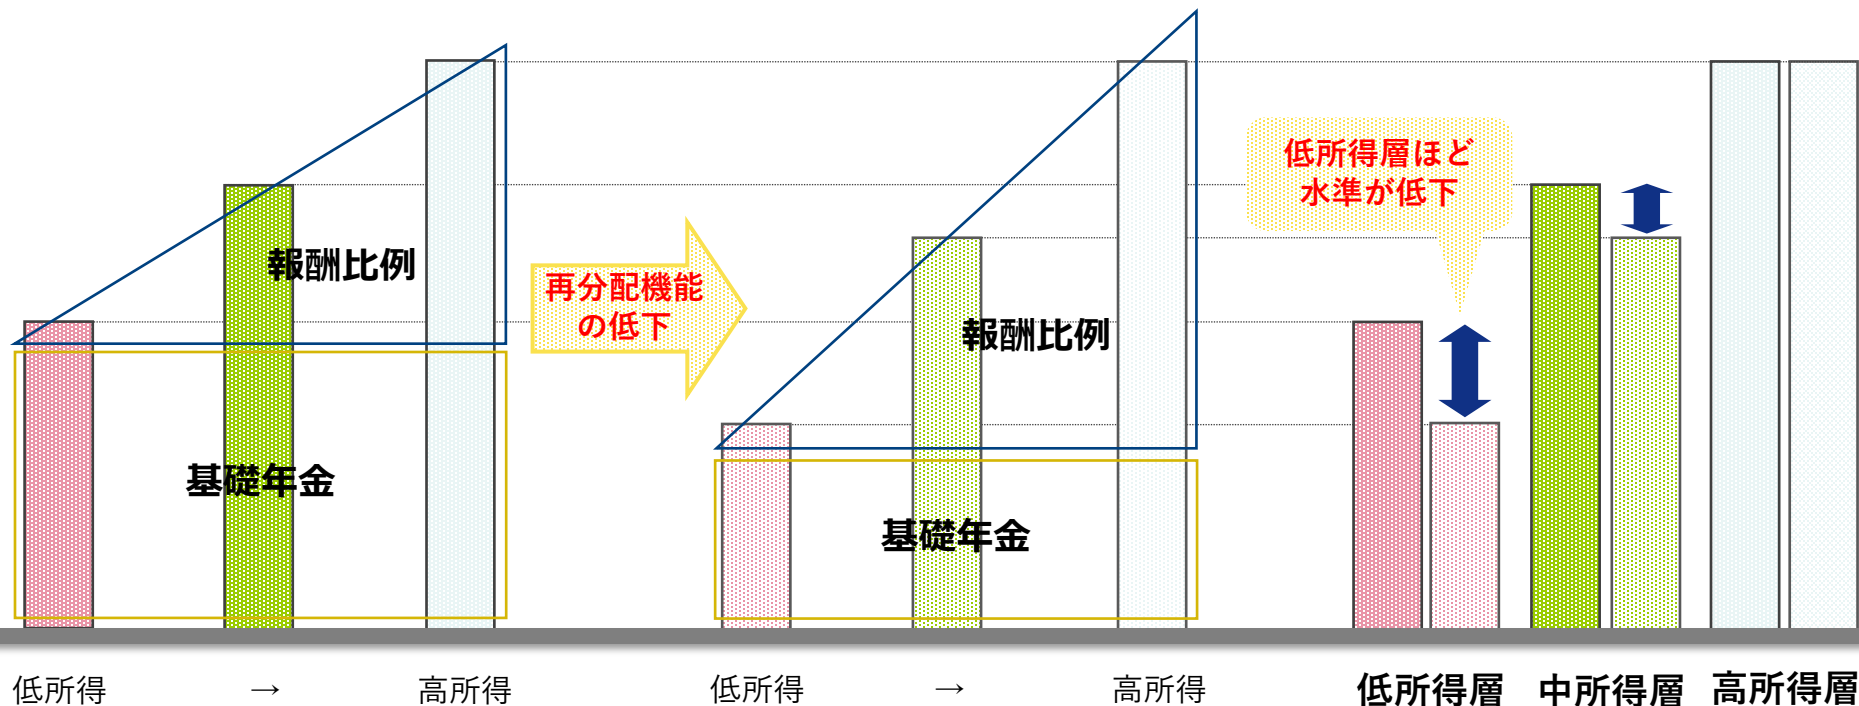 報酬比例
基礎年金
低所得
→
高所得
再分配機能
の低下
報酬比例
基礎年金
低所得
→
高所得
低所得層ほど
水準が低下
低所得層
中所得層
高所得層